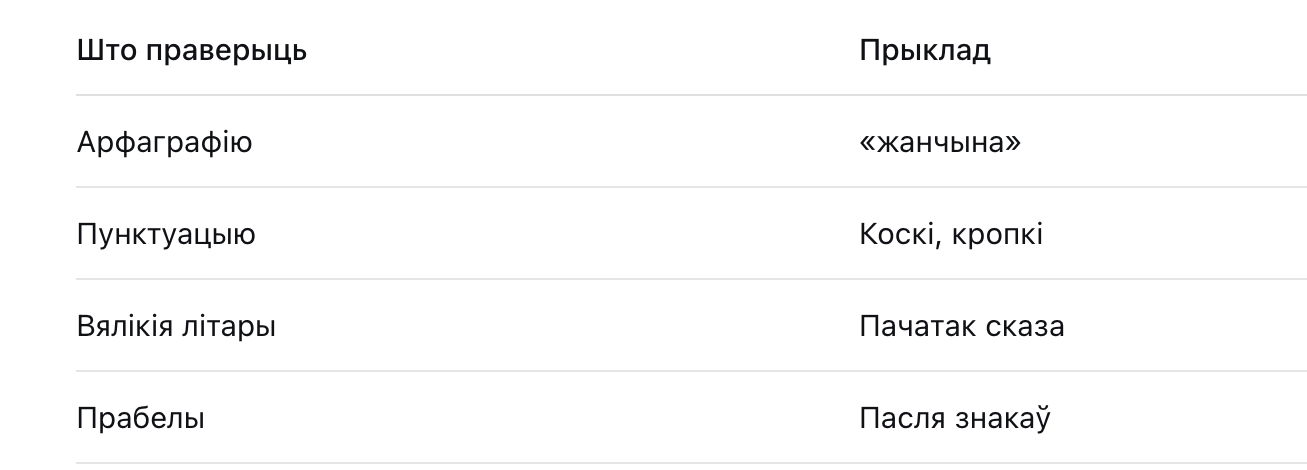 Што праверыць Прыклад
Арфаграфію «жанчына»
Пунктуацыю Коскі, кропкі
Вялікія літары Пачатак сказа
Прабелы Пасля знакаў